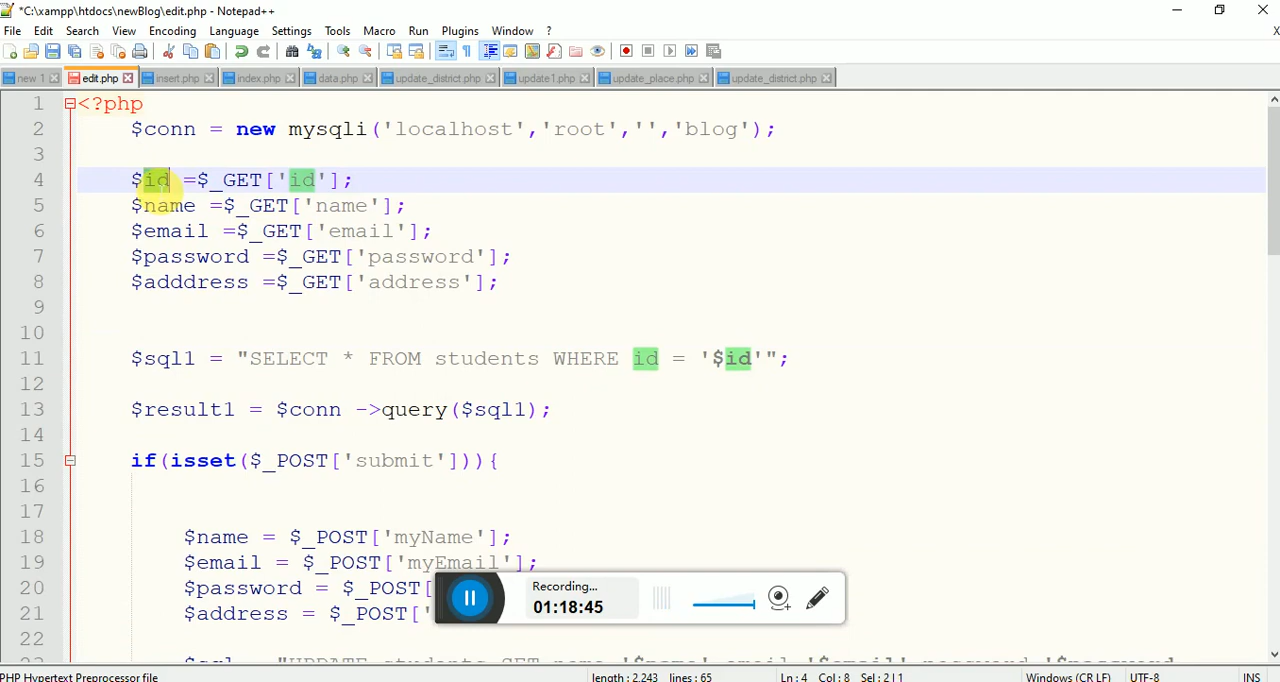 *C:\xampp\htdocs\newBlog\edit.php - Notepad++
File Edit Search View Encoding Language Settings Tools Macro Run Plugins Window ? X
new 1 edit.php insert.php index.php data.php update_district.php update1.php update_place.php update_district.php
1 <?php
2 $conn = new mysqli('localhost','root','','blog');
3
4 $id =$_GET['id'];
5 $name =$_GET['name'];
6 $email =$_GET['email'];
7 $password =$_GET['password'];
8 $adddress =$_GET['address'];
9
10
11 $sql1 = "SELECT * FROM students WHERE id = '$id'";
12
13 $result1 = $conn ->query($sql1);
14
15 if(isset($_POST['submit'])){
16
17
18 $name = $_POST['myName'];
19 $email = $_POST['myEmail'];
20 $password = $_POST[
21 $address = $_POST['
22
Recording...
01:18:45
PHP Hypertext Preprocessor file length : 2,243 lines : 65 Ln : 4 Col : 8 Sel : 2 | 1 Windows (CR LF) UTF-8 INS